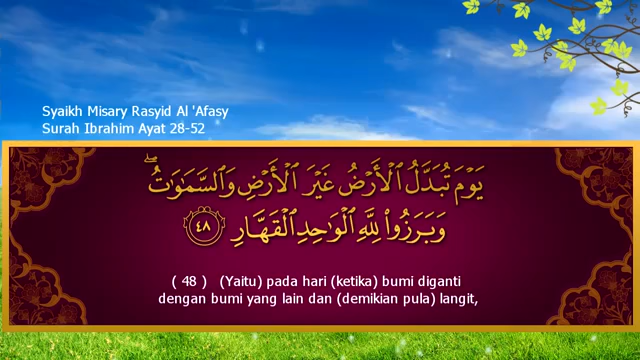 Syaikh Misary Rasyid Al 'Afasy
Surah Ibrahim Ayat 28-52
يَوْمَ تُبَدَّلُ ٱلْأَرْضُ غَيْرَ ٱلْأَرْضِ وَٱلسَّمَٰوَٰتُ ۖ
وَبَرَزُوا۟ لِلَّهِ ٱلْوَٰحِدِ ٱلْقَهَّارِ ٤٨
( 48 ) (Yaitu) pada hari (ketika) bumi diganti
dengan bumi yang lain dan (demikian pula) langit,